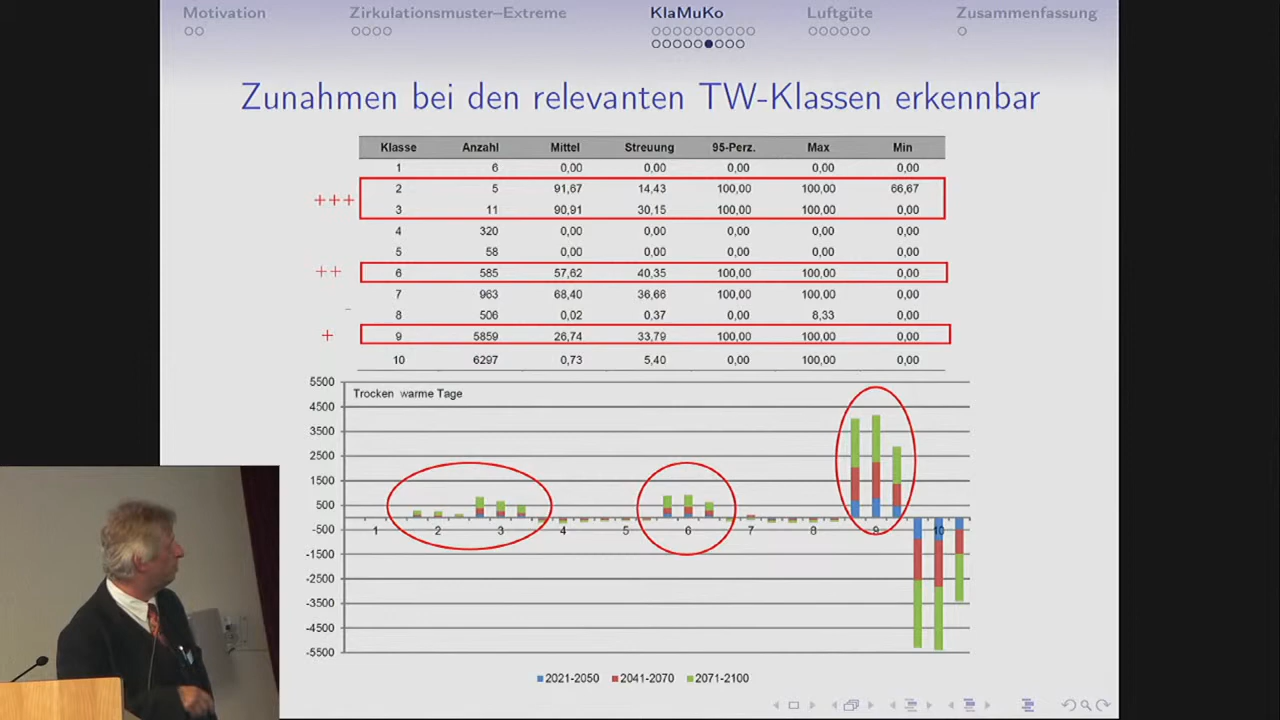 Motivation Zirkulationsmuster–Extreme KlaMuKo Luftgüte Zusammenfassung
Zunahmen bei den relevanten TW-Klassen erkennbar
Klasse Anzahl Mittel Streuung 95-Perz. Max Min
1 6 0,00 0,00 0,00 0,00 0,00
2 5 91,67 14,43 100,00 100,00 66,67
+++
3 11 90,91 30,15 100,00 100,00 0,00
4 320 0,00 0,00 0,00 0,00 0,00
5 58 0,00 0,00 0,00 0,00 0,00
++ 6 585 57,62 40,35 100,00 100,00 0,00
7 963 68,40 36,66 100,00 100,00 0,00
8 506 0,02 0,37 0,00 8,33 0,00
+ 9 5859 26,74 33,79 100,00 100,00 0,00
10 6297 0,73 5,40 0,00 100,00 0,00
5500
Trocken warme Tage
4500
3500
2500
1500
500
-500
1 2 3 4 5 6 7 8 9 10
-1500
-2500
-3500
-4500
-5500
2021-2050 2041-2070 2071-2100